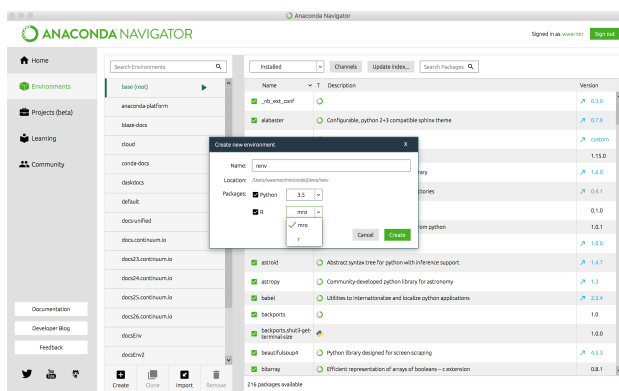 Anaconda Navigator
ANACONDA NAVIGATOR
Signed in as wwarner
Sign out
Home
Environments
Projects (beta)
Learning
Community
Documentation
Developer Blog
Feedback
Search Environments
base (root)
anaconda-platform
blaze-docs
cloud
conda-docs
daskdocs
default
docs-unified
docs.continuum.io
docs23.continuum.io
docs24.continuum.io
docs25.continuum.io
docs26.continuum.io
docsEnv
docsEnv2
Create
Clone
Import
Remove
Installed
Channels
Update index...
Search Packages
Name T Description Version
_nb_ext_conf 0.3.0
alabaster Configurable, python 2+3 compatible sphinx theme 0.7.9
custom
1.15.0
rary 1.6.0
ctories 0.4.1
0.1.0
om python 1.0.1
1.0.0
astroid Abstract syntax tree for python with inference support 1.4.7
astropy Community-developed python library for astronomy 1.3
babel Utilities to internationalize and localize python applications 2.3.4
backports 1.0
backports.shutil-get-terminal-size 1.0.0
beautifulsoup4 Python library designed for screen-scraping 4.5.3
bitarray Efficient representation of arrays of booleans -- c extension 0.8.1
216 packages available
Create new environment X
Name: renv
Location:
Packages: Python 3.5
R mro
mro
r
Cancel
Create